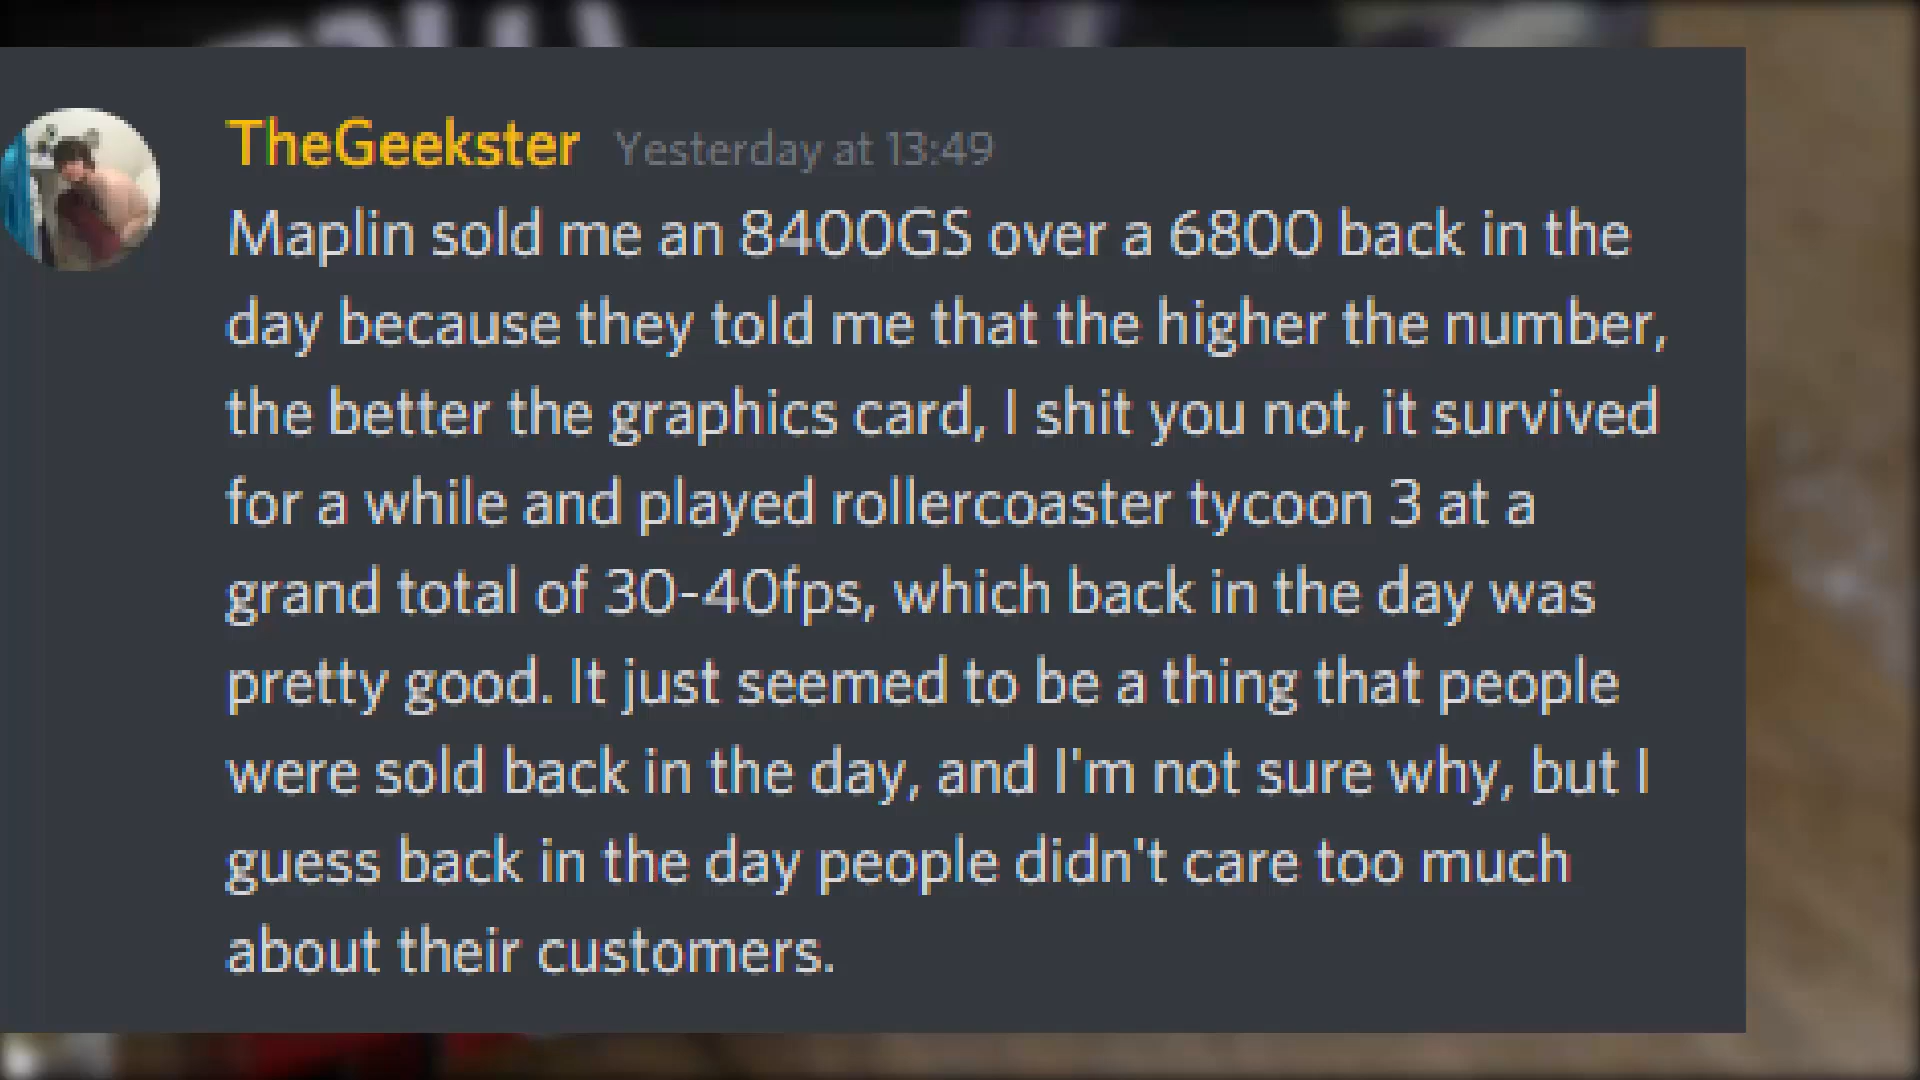 TheGeekster Yesterday at 13:49
Maplin sold me an 8400GS over a 6800 back in the
day because they told me that the higher the number,
the better the graphics card, I shit you not, it survived
for a while and played rollercoaster tycoon 3 at a
grand total of 30-40fps, which back in the day was
pretty good. It just seemed to be a thing that people
were sold back in the day, and I'm not sure why, but I
guess back in the day people didn't care too much
about their customers.